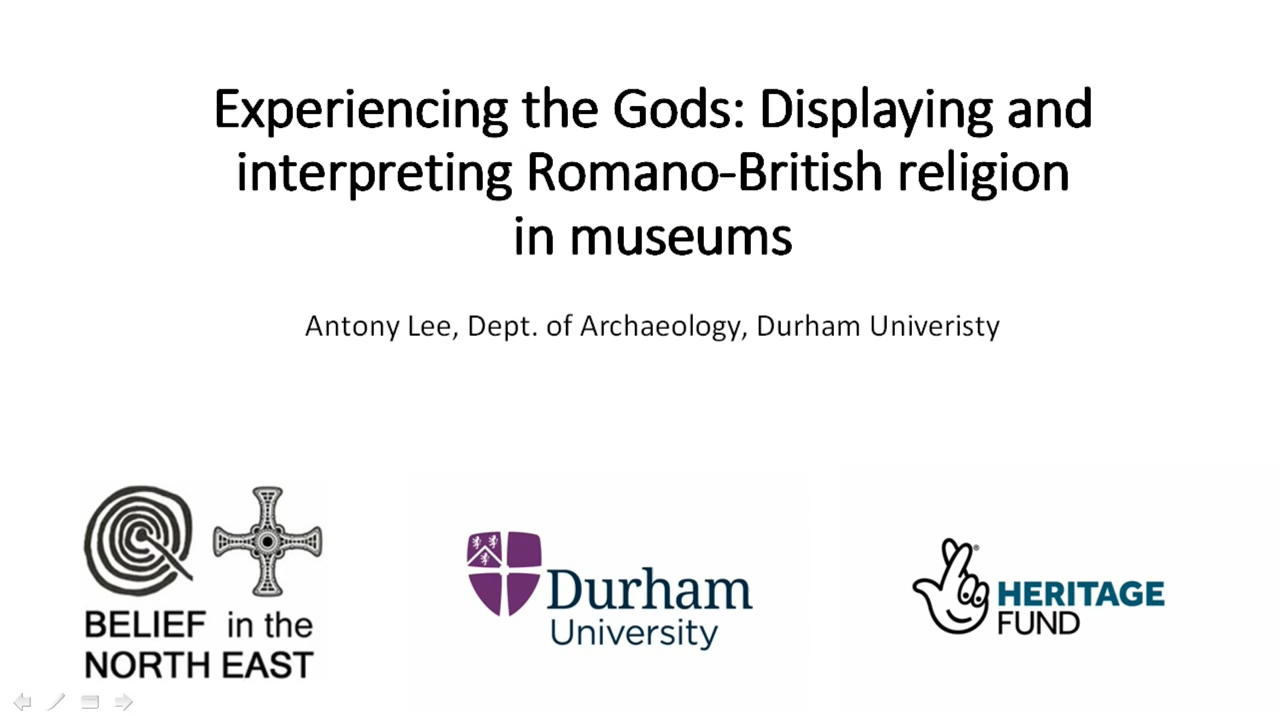 Experiencing the Gods: Displaying and
interpreting Romano-British religion
in museums
Antony Lee, Dept. of Archaeology, Durham Univeristy
BELIEF in the
NORTH EAST
Durham
University
HERITAGE
FUND